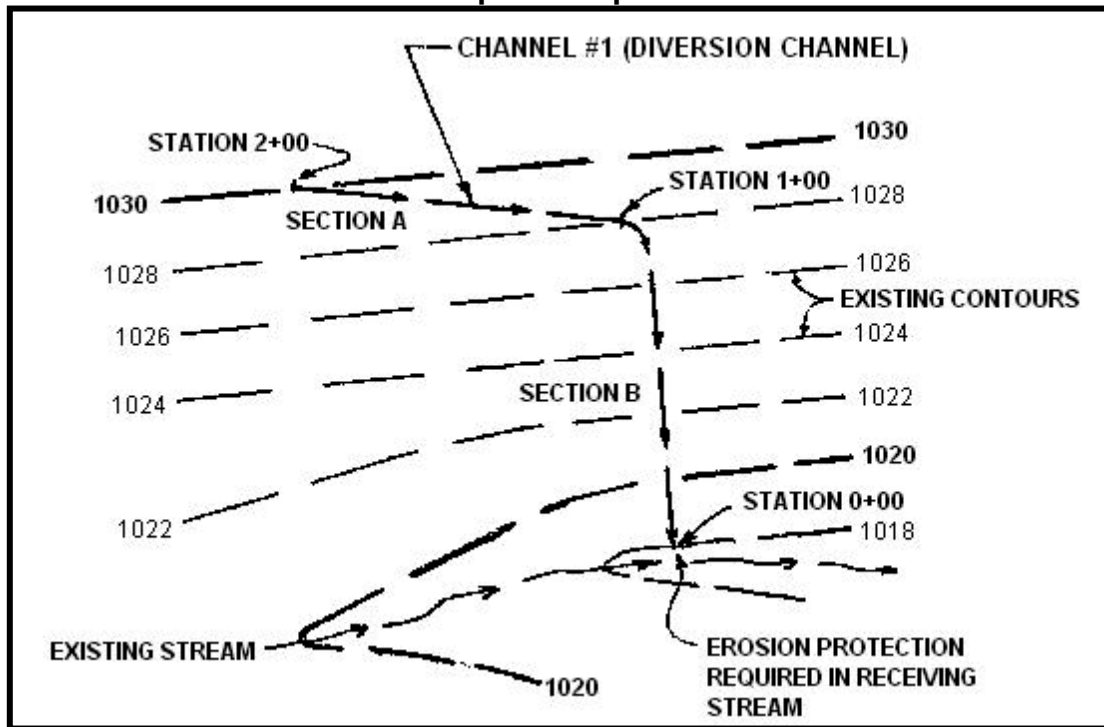 CHANNEL #1 (DIVERSION CHANNEL)
STATION 2+00
1030
1030
STATION 1+00
1028
SECTION A
1028
1026
EXISTING CONTOURS
1026
1024
SECTION B
1024
1022
1020
STATION 0+00
1022
1018
EXISTING STREAM
EROSION PROTECTION
REQUIRED IN RECEIVING
STREAM
1020